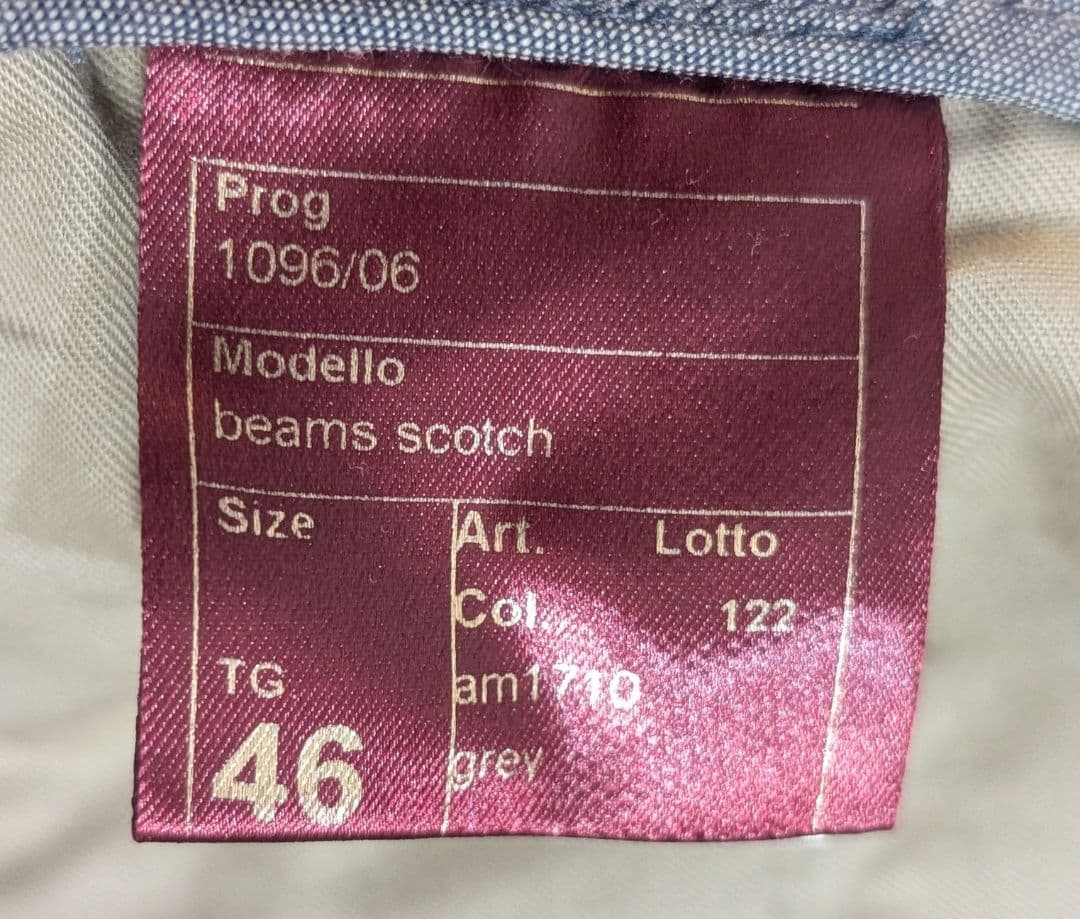 Prog
1096/06
Modello
beams scotch
Size
Art. Lotto
Col. 122
TG
am1710
46
grey